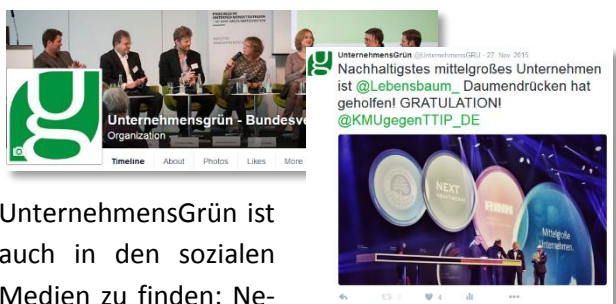 Unternehmensgrün - Bundesve
Organization
Timeline About Photos Likes More
UnternehmensGrün @UnternehmensGRU · 27. Nov. 2015
Nachhaltigstes mittelgroßes Unternehmen
ist @Lebensbaum_ Daumendrücken hat
geholfen! GRATULATION!
@KMUgegenTTIP_DE
NEXT
Mittelgroße
Unternehmen.
4
UnternehmensGrün ist
auch in den sozialen
Medien zu finden: Ne-